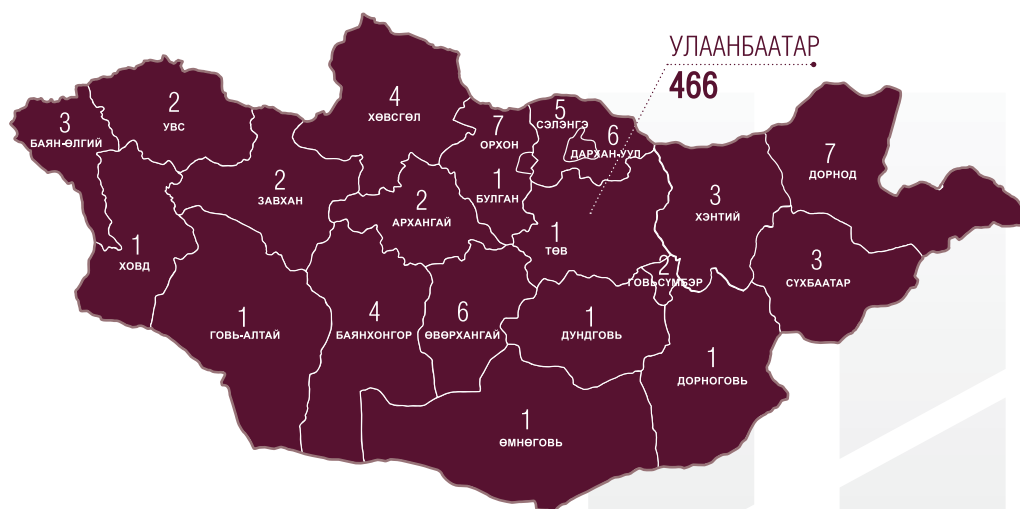 УЛААНБААТАР
466
3
БАЯН-ӨЛГИЙ
2
УВС
4
ХӨВСГӨЛ
7
ОРХОН
5
СЭЛЭНГЭ
6
ДАРХАН-УУЛ
7
ДОРНОД
2
ЗАВХАН
2
АРХАНГАЙ
1
БУЛГАН
3
ХЭНТИЙ
1
ХОВД
1
ТӨВ
2
ГОВЬСҮМБЭР
3
СҮХБААТАР
1
ГОВЬ-АЛТАЙ
4
БАЯНХОНГОР
6
ӨВӨРХАНГАЙ
1
ДУНДГОВЬ
1
ДОРНОГОВЬ
1
ӨМНӨГОВЬ